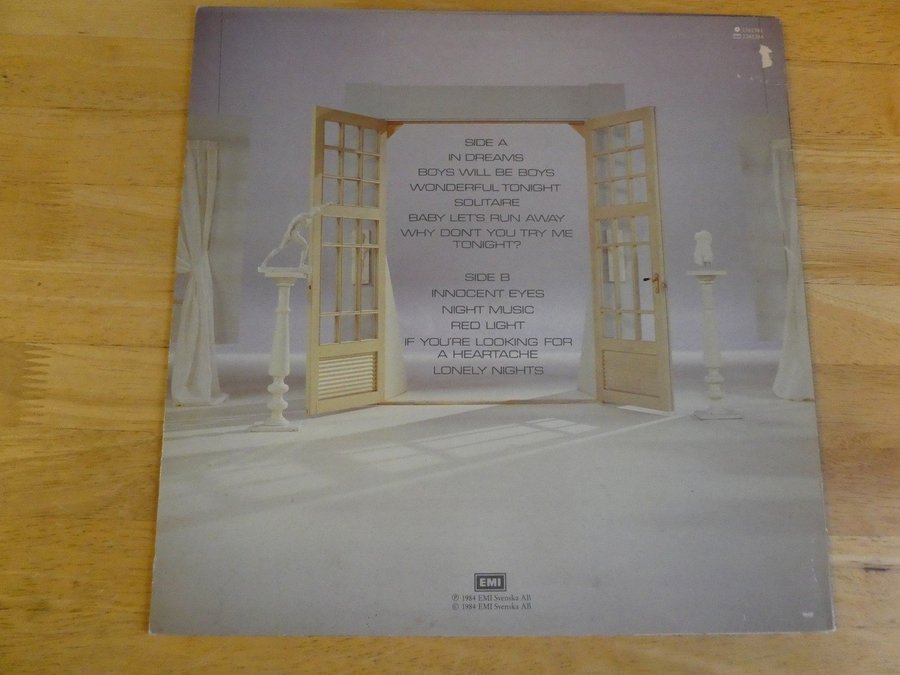 SIDE A
IN DREAMS
BOYS WILL BE BOYS
WONDERFUL TONIGHT
SOLITAIRE
BABY LET'S RUN AWAY
WHY DON'T YOU TRY ME
TONIGHT?
SIDE B
INNOCENT EYES
NIGHT MUSIC
RED LIGHT
IF YOU'RE LOOKING FOR
A HEARTACHE
LONELY NIGHTS
EMI
℗ 1984 EMI Svenska AB
© 1984 EMI Svenska AB